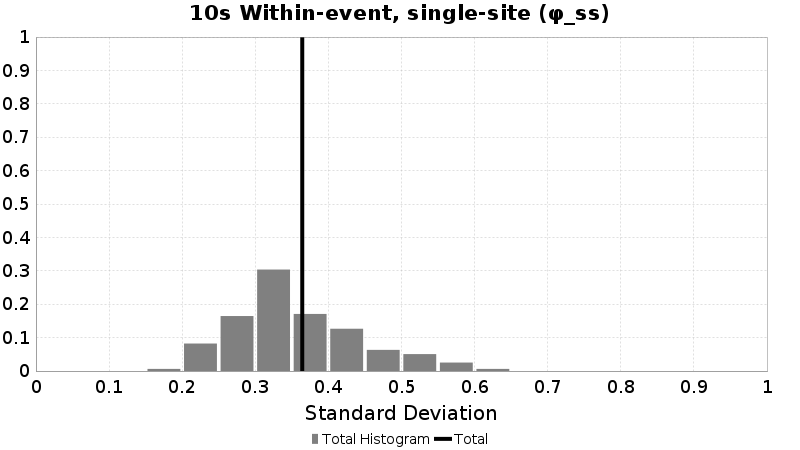 10s Within-event, single-site (φ_ss)
1
0.9
0.8
0.7
0.6
0.5
0.4
0.3
0.2
0.1
0
0 0.1 0.2 0.3 0.4 0.5 0.6 0.7 0.8 0.9 1
Standard Deviation
Total Histogram Total